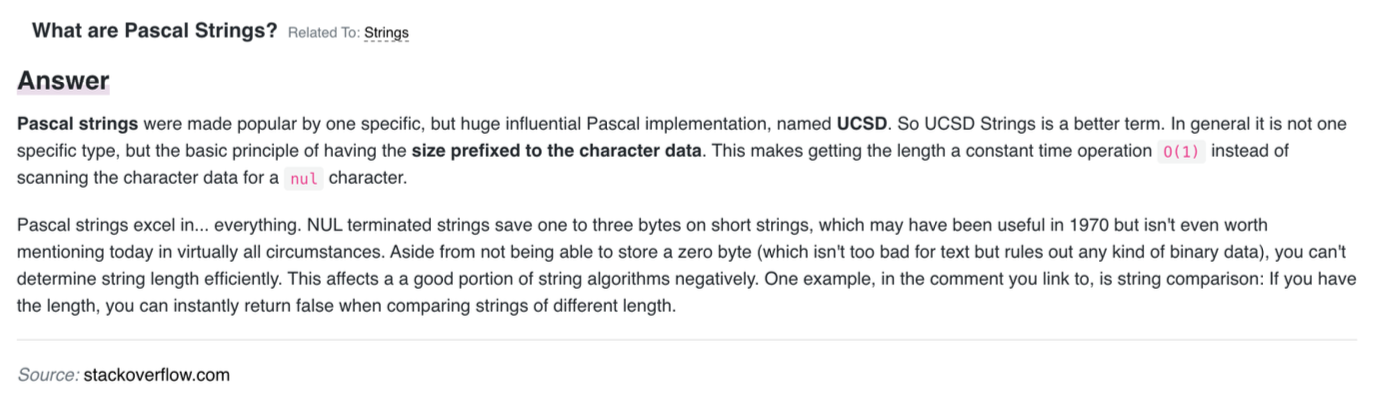 What are Pascal Strings? Related To: Strings
Answer
Pascal strings were made popular by one specific, but huge influential Pascal implementation, named UCSD. So UCSD Strings is a better term. In general it is not one
specific type, but the basic principle of having the size prefixed to the character data. This makes getting the length a constant time operation O(1) instead of
scanning the character data for a nul character.
Pascal strings excel in... everything. NUL terminated strings save one to three bytes on short strings, which may have been useful in 1970 but isn't even worth
mentioning today in virtually all circumstances. Aside from not being able to store a zero byte (which isn't too bad for text but rules out any kind of binary data), you can't
determine string length efficiently. This affects a a good portion of string algorithms negatively. One example, in the comment you link to, is string comparison: If you have
the length, you can instantly return false when comparing strings of different length.
Source: stackoverflow.com